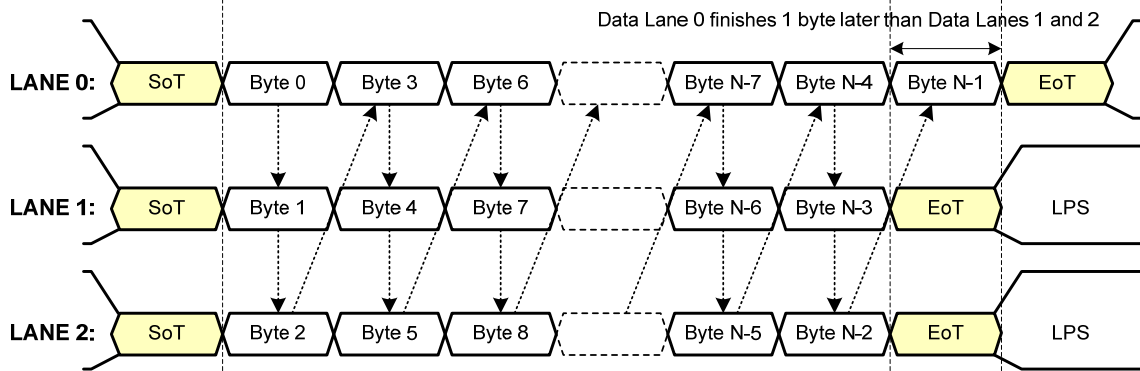 Data Lane 0 finishes 1 byte later than Data Lanes 1 and 2
LANE 0: SoT Byte 0 Byte 3 Byte 6 Byte N-7 Byte N-4 Byte N-1 EoT
LANE 1: SoT Byte 1 Byte 4 Byte 7 Byte N-6 Byte N-3 EoT LPS
LANE 2: SoT Byte 2 Byte 5 Byte 8 Byte N-5 Byte N-2 EoT LPS